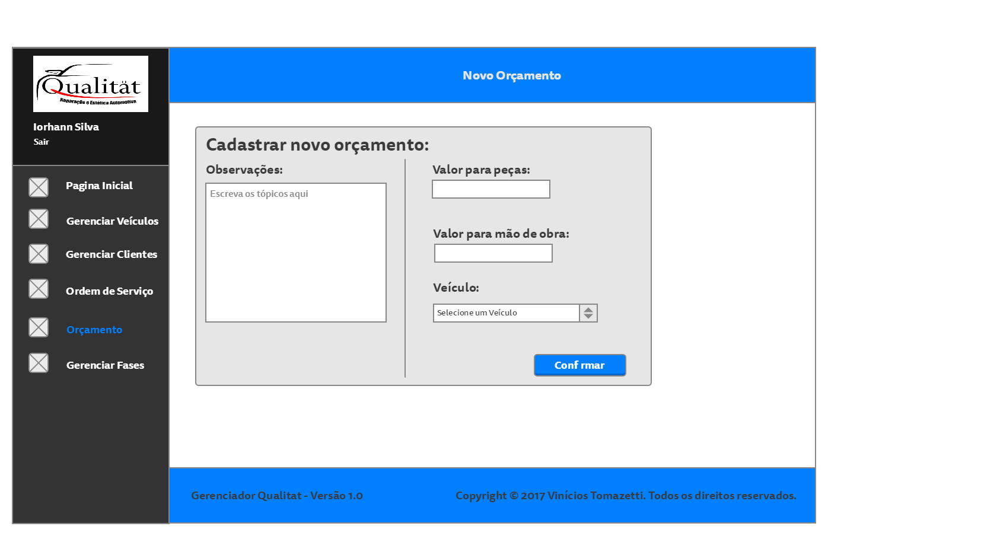 Qualität
Reparação e Estética Automotiva
Iorhann Silva
Sair
Pagina Inicial
Gerenciar Veículos
Gerenciar Clientes
Ordem de Serviço
Orçamento
Gerenciar Fases
Novo Orçamento
Cadastrar novo orçamento:
Observações:
Escreva os tópicos aqui
Valor para peças:
Valor para mão de obra:
Veículo:
Selecione um Veículo
Conf rmar
Gerenciador Qualitat - Versão 1.0
Copyright © 2017 Vinícios Tomazetti. Todos os direitos reservados.